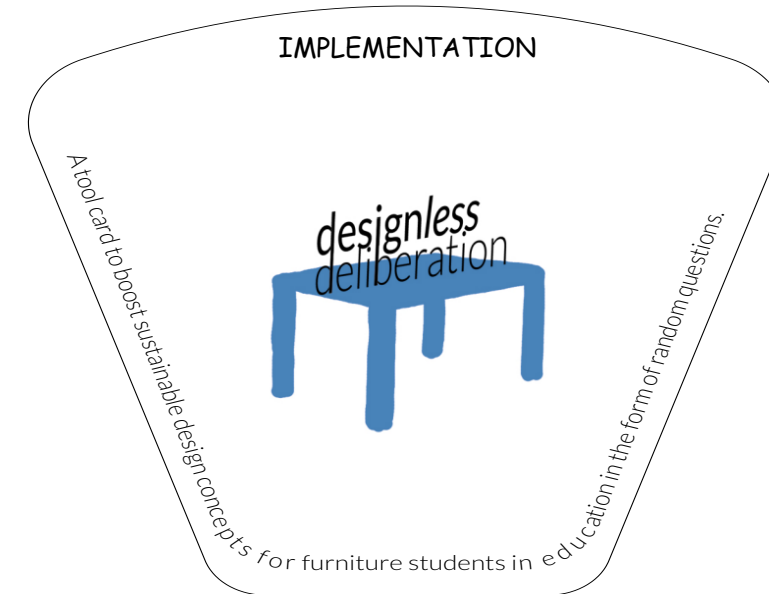 IMPLEMENTATION
designless
deliberation
A tool card to boost sustainable design concepts for furniture students in education in the form of random questions.